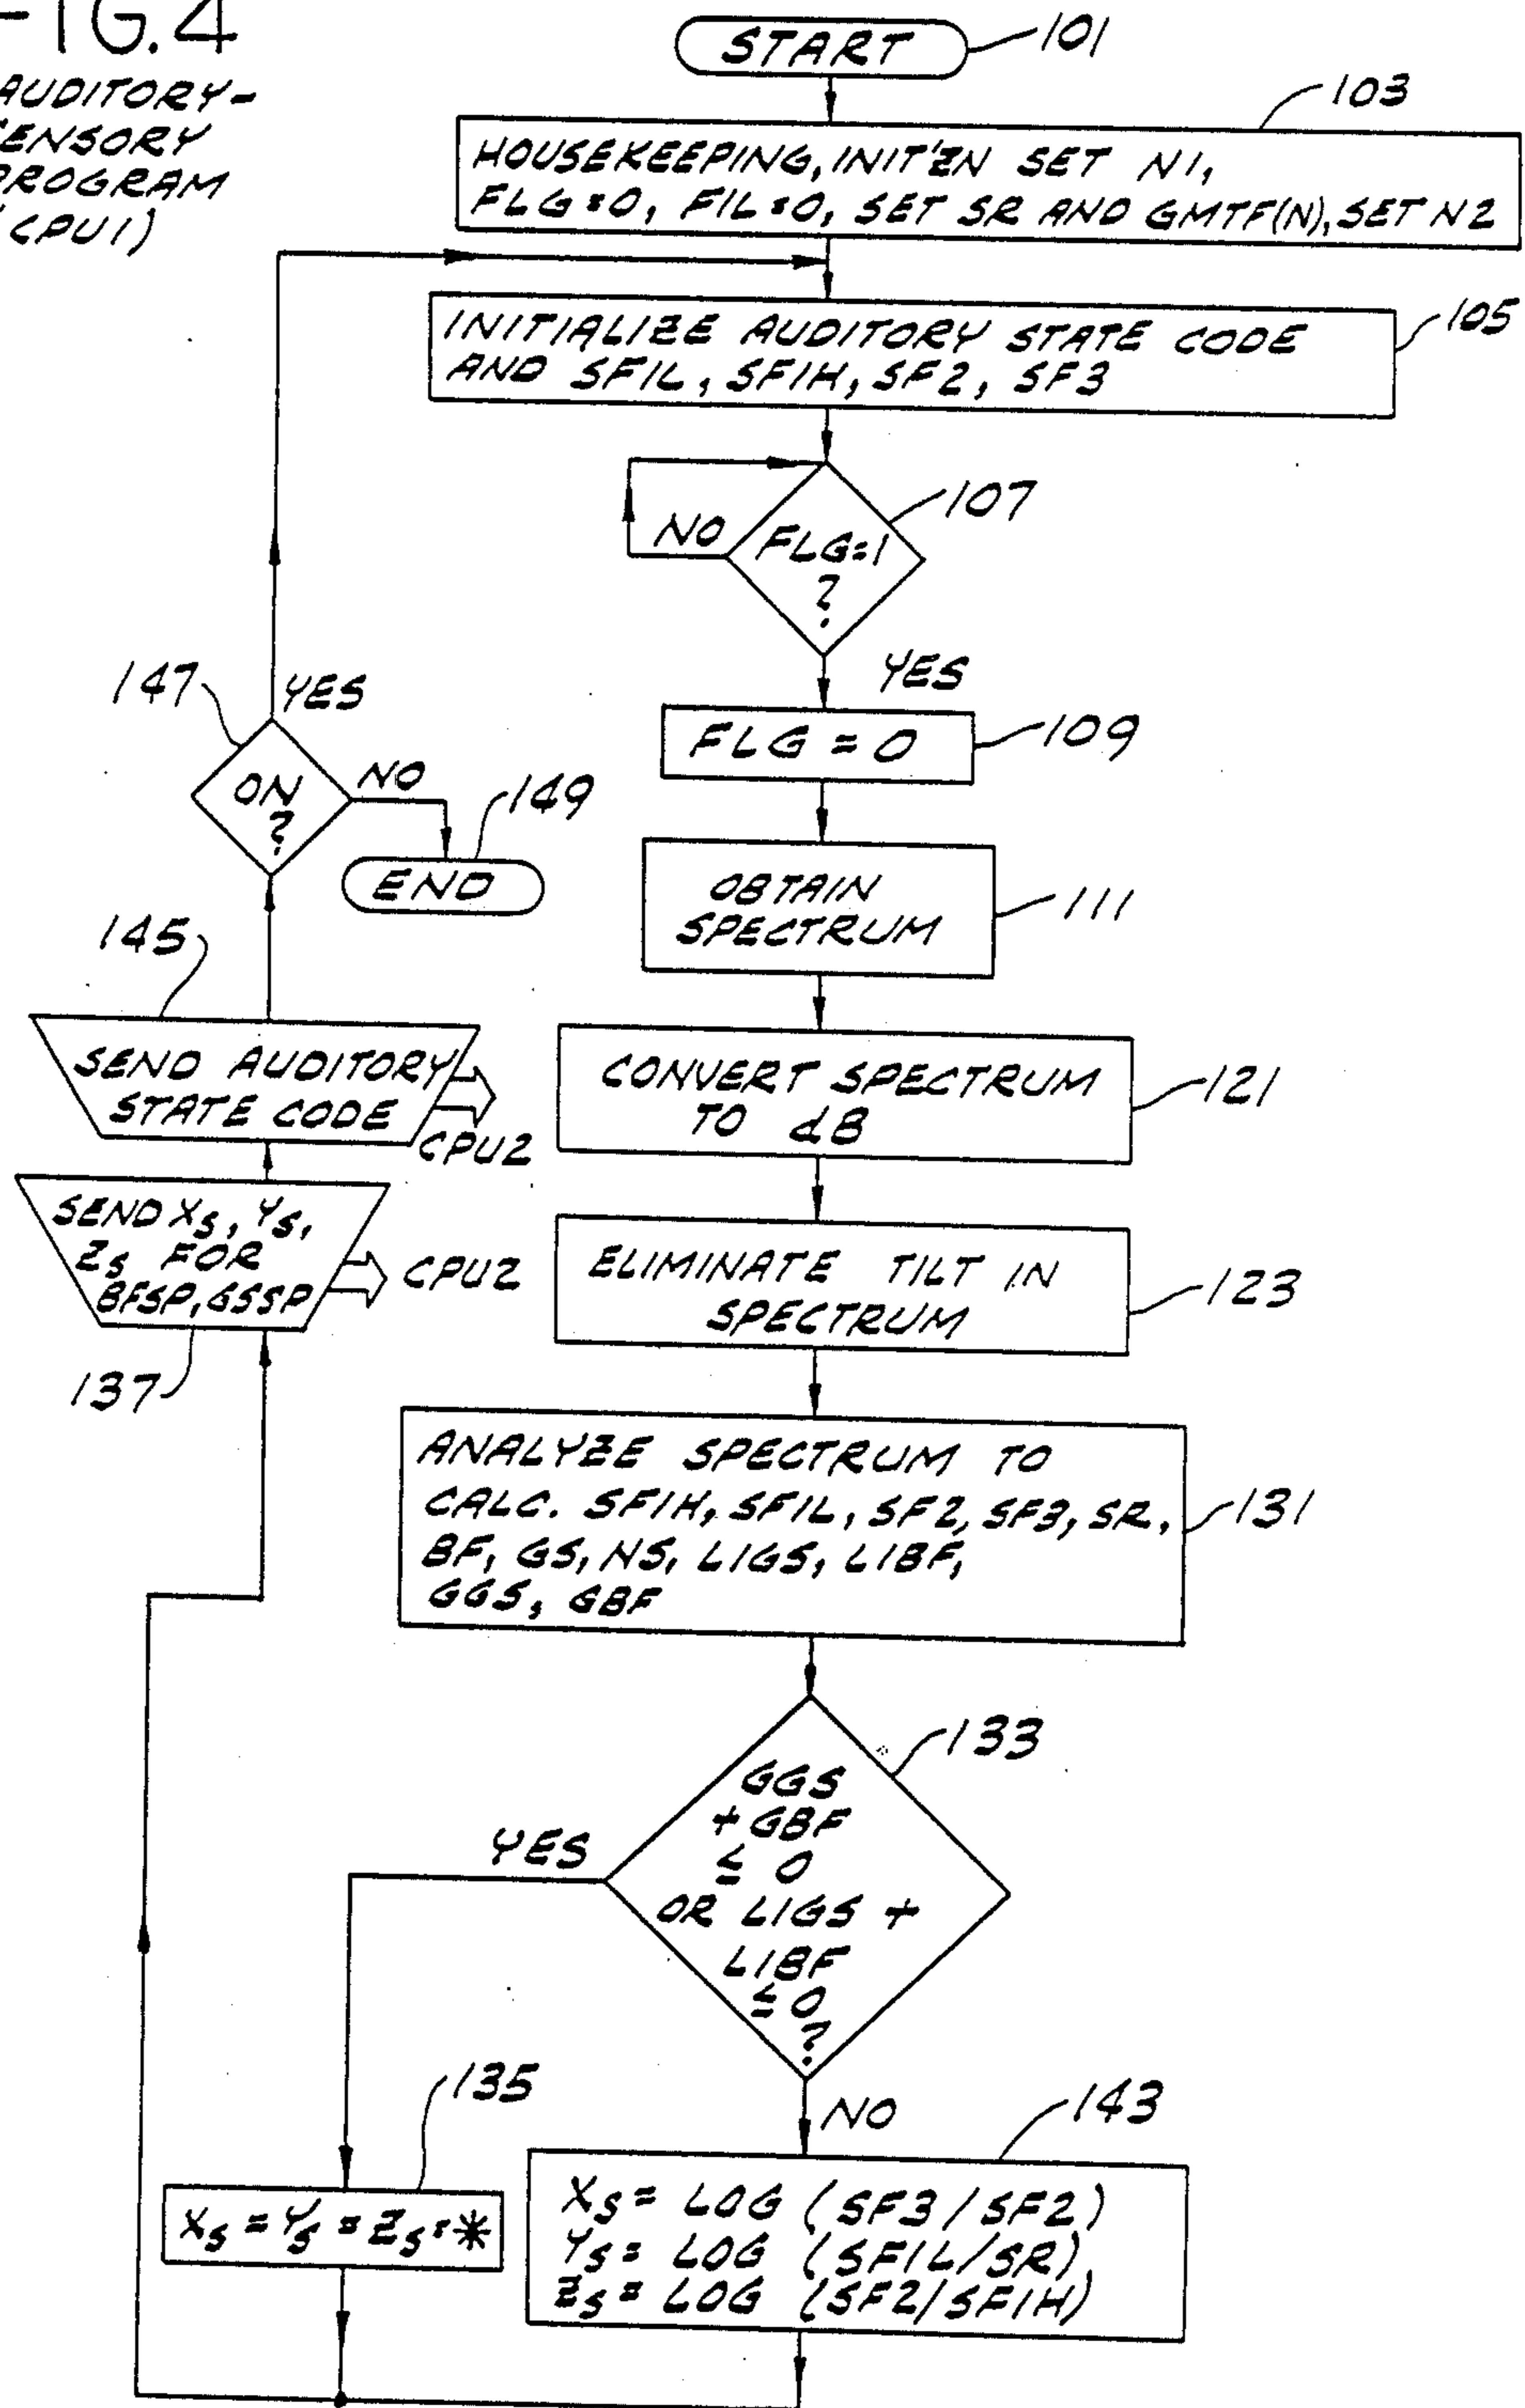 FIG.4
AUDITORY-
SENSORY
PROGRAM
(CPU1)
START
101
103
HOUSEKEEPING, INIT'ZN SET N1,
FLG=0, FIL=0, SET SR AND GMTF(N), SET N2
105
INITIALIZE AUDITORY STATE CODE
AND SF1L, SF1H, SF2, SF3
107
NO
FLG=1
?
YES
FLG = 0
109
147
YES
ON
?
NO
149
END
OBTAIN
SPECTRUM
111
145
SEND AUDITORY
STATE CODE
CPU2
CONVERT SPECTRUM
TO dB
121
SEND XS, YS,
ZS FOR
BFSP, GSSP
CPU2
137
ELIMINATE TILT IN
SPECTRUM
123
ANALYZE SPECTRUM TO
CALC. SF1H, SF1L, SF2, SF3, SR,
BF, GS, NS, LIGS, LIBF,
GGS, GBF
131
133
GGS
+ GBF
≤ 0
OR LIGS +
LIBF
≤ 0
?
YES
NO
135
XS = YS = ZS = *
143
XS = LOG (SF3/SF2)
YS = LOG (SF1L/SR)
ZS = LOG (SF2/SF1H)